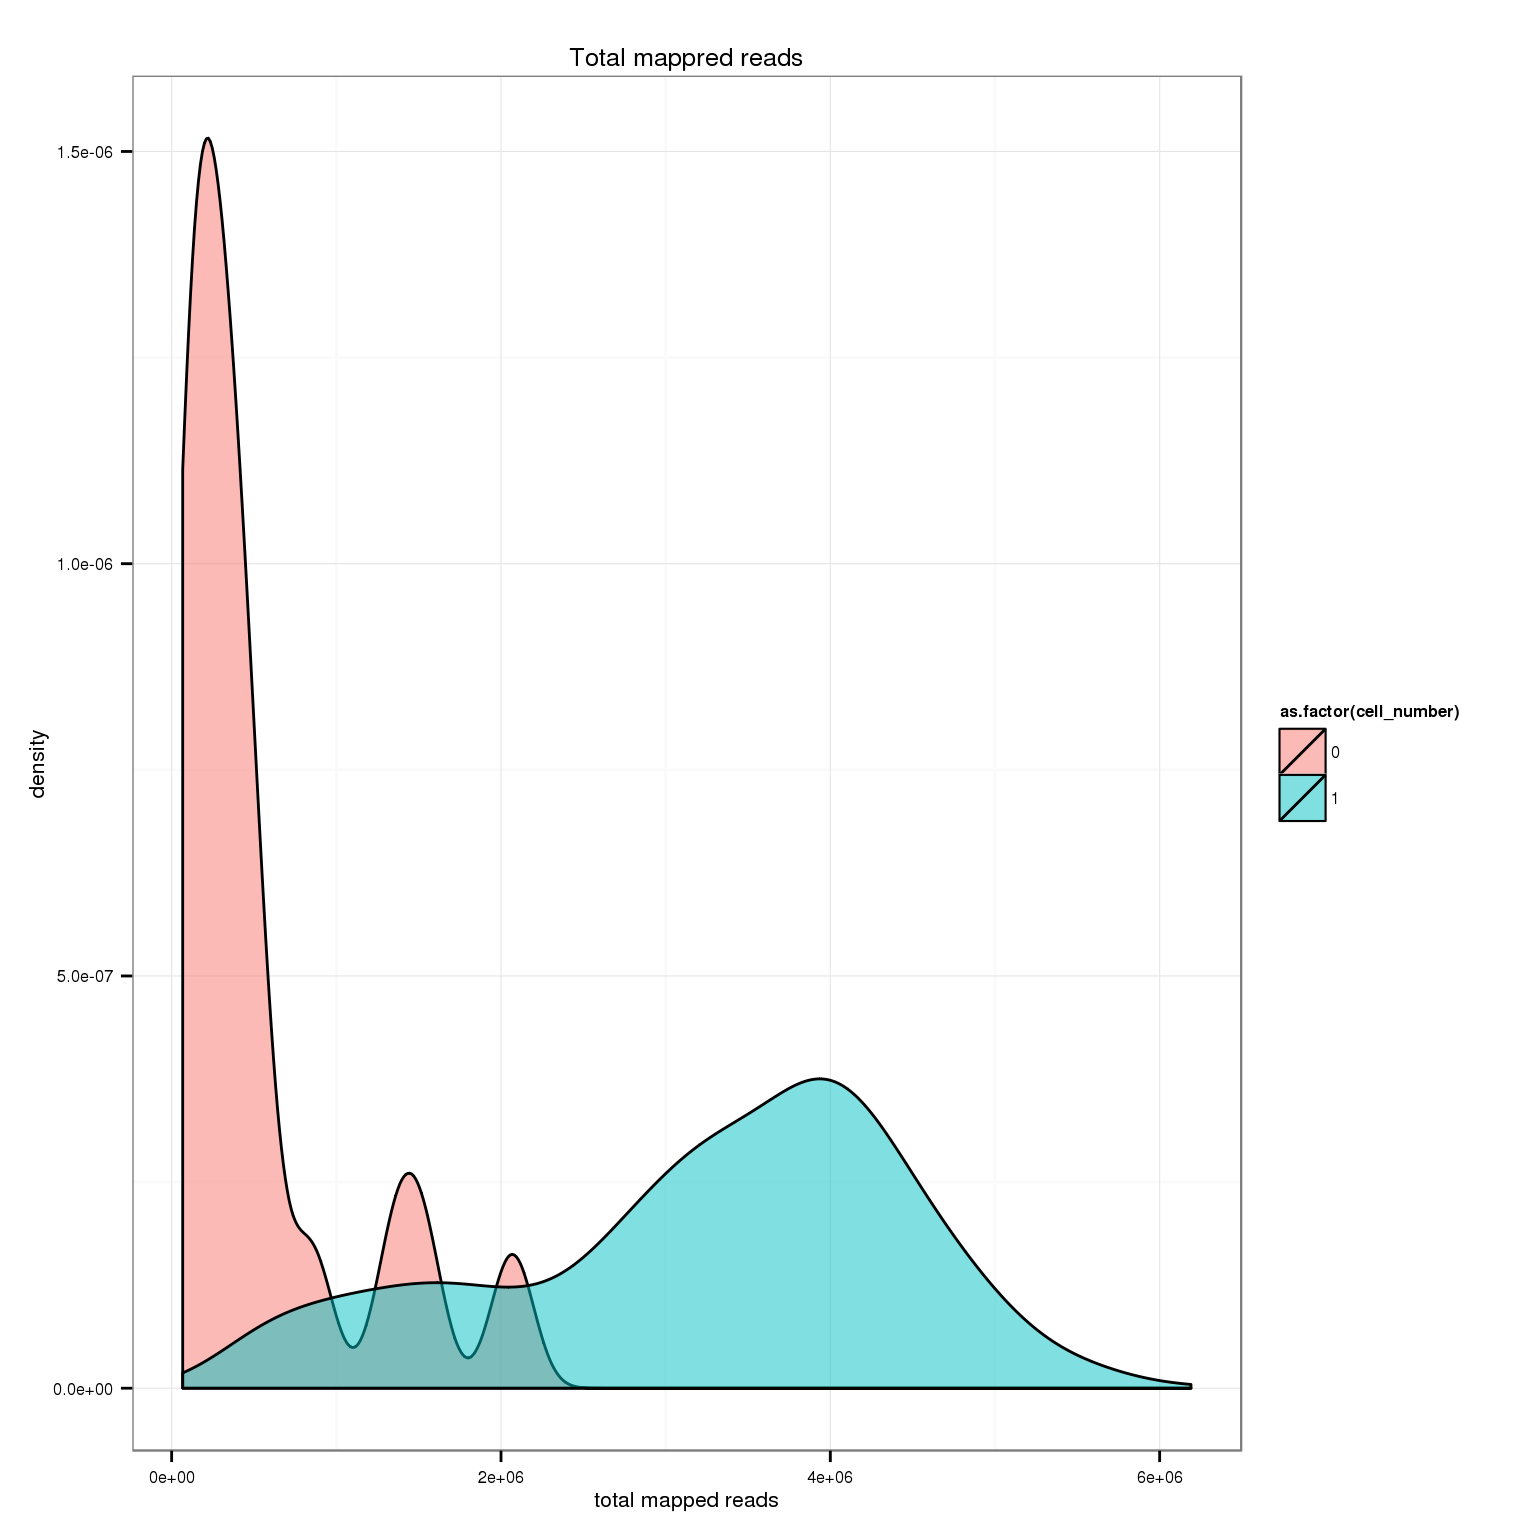 Total mappred reads
1.5e-06
1.0e-06
5.0e-07
0.0e+00
density
0e+00
2e+06
4e+06
6e+06
total mapped reads
as.factor(cell_number)
0
1